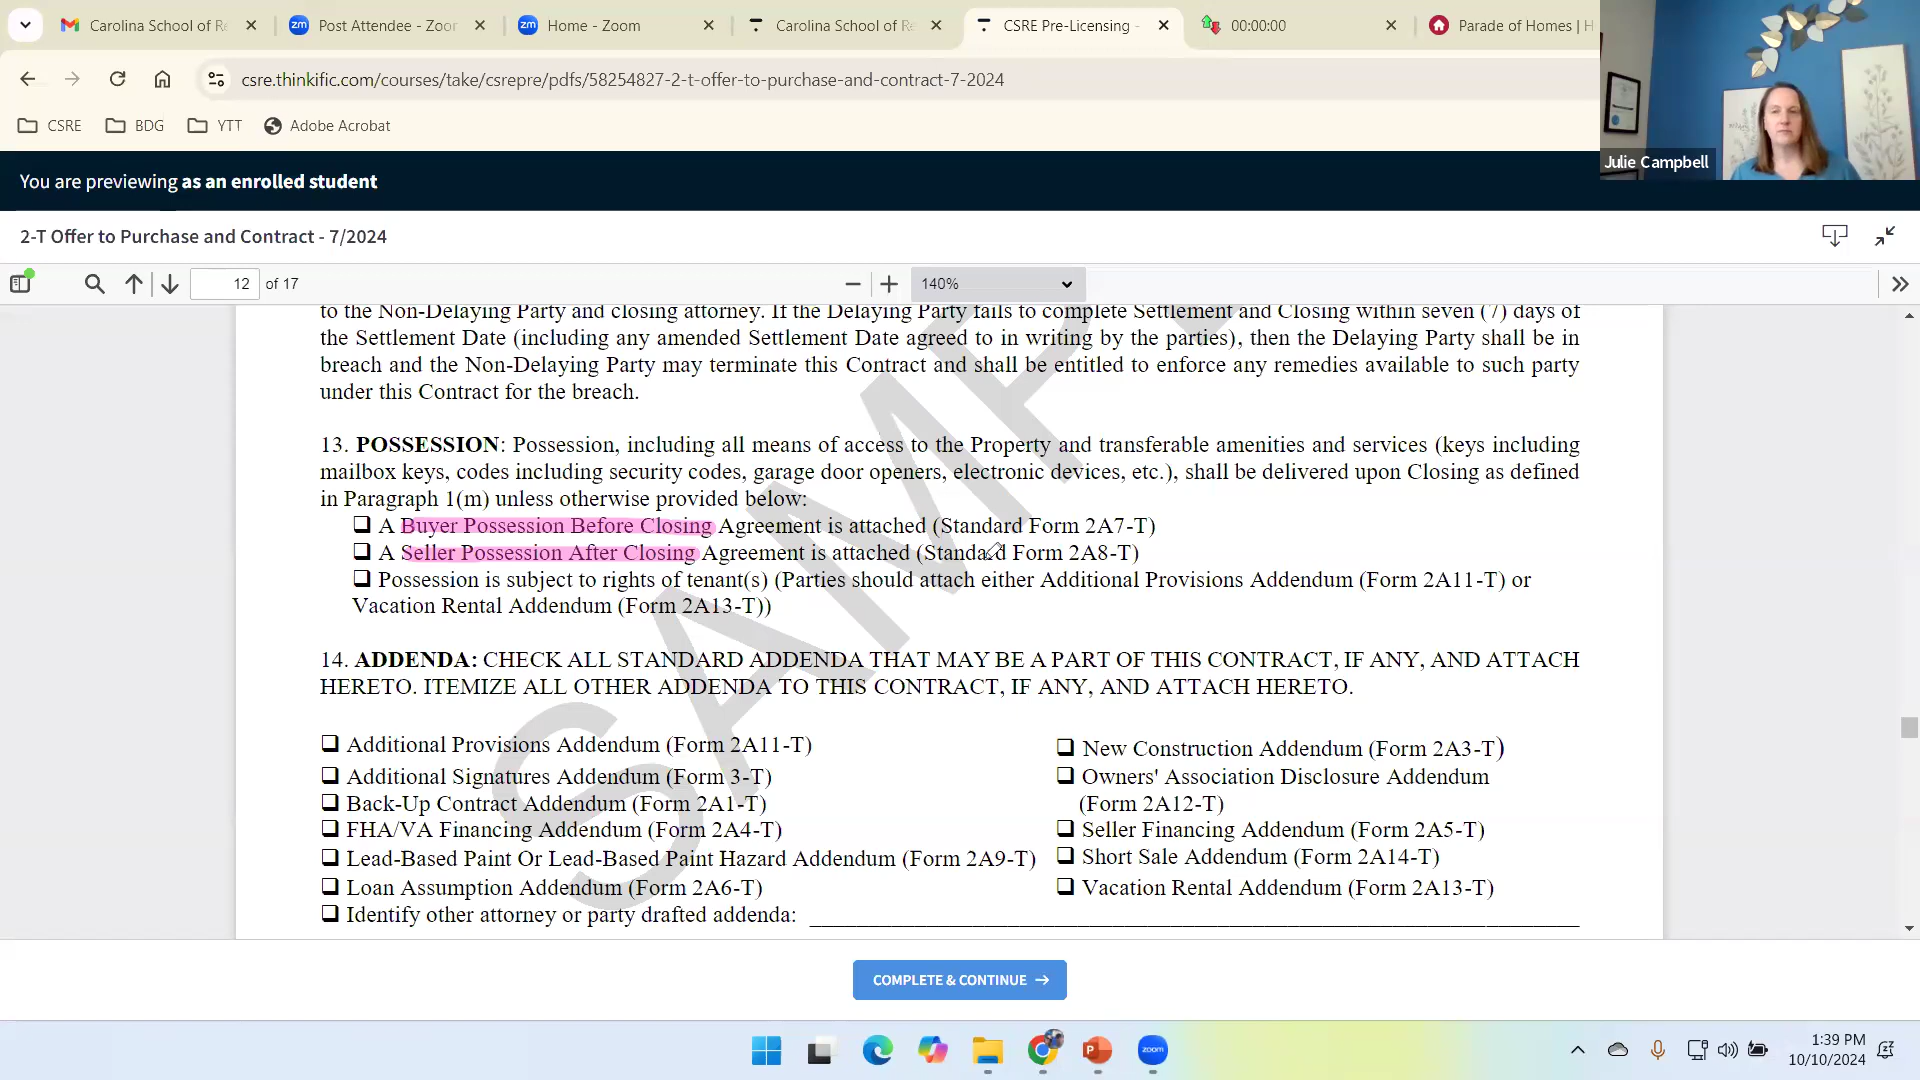 Carolina School of Re
Post Attendee - Zoom
Home - Zoom
Carolina School of Re
CSRE Pre-Licensing -
00:00:00
Parade of Homes | H
csre.thinkific.com/courses/take/csrepre/pdfs/58254827-2-t-offer-to-purchase-and-contract-7-2024
CSRE
BDG
YTT
Adobe Acrobat
Julie Campbell
You are previewing as an enrolled student
2-T Offer to Purchase and Contract - 7/2024
12 of 17
140%
to the Non-Delaying Party and closing attorney. If the Delaying Party fails to complete Settlement and Closing within seven (7) days of
the Settlement Date (including any amended Settlement Date agreed to in writing by the parties), then the Delaying Party shall be in
breach and the Non-Delaying Party may terminate this Contract and shall be entitled to enforce any remedies available to such party
under this Contract for the breach.
13. POSSESSION: Possession, including all means of access to the Property and transferable amenities and services (keys including
mailbox keys, codes including security codes, garage door openers, electronic devices, etc.), shall be delivered upon Closing as defined
in Paragraph 1(m) unless otherwise provided below:
❏ A Buyer Possession Before Closing Agreement is attached (Standard Form 2A7-T)
❏ A Seller Possession After Closing Agreement is attached (Standard Form 2A8-T)
❏ Possession is subject to rights of tenant(s) (Parties should attach either Additional Provisions Addendum (Form 2A11-T) or
Vacation Rental Addendum (Form 2A13-T))
14. ADDENDA: CHECK ALL STANDARD ADDENDA THAT MAY BE A PART OF THIS CONTRACT, IF ANY, AND ATTACH
HERETO. ITEMIZE ALL OTHER ADDENDA TO THIS CONTRACT, IF ANY, AND ATTACH HERETO.
❏ Additional Provisions Addendum (Form 2A11-T)
❏ Additional Signatures Addendum (Form 3-T)
❏ Back-Up Contract Addendum (Form 2A1-T)
❏ FHA/VA Financing Addendum (Form 2A4-T)
❏ Lead-Based Paint Or Lead-Based Paint Hazard Addendum (Form 2A9-T)
❏ Loan Assumption Addendum (Form 2A6-T)
❏ Identify other attorney or party drafted addenda:
❏ New Construction Addendum (Form 2A3-T)
❏ Owners' Association Disclosure Addendum
(Form 2A12-T)
❏ Seller Financing Addendum (Form 2A5-T)
❏ Short Sale Addendum (Form 2A14-T)
❏ Vacation Rental Addendum (Form 2A13-T)
SAMP
COMPLETE & CONTINUE →
zoom
1:39 PM
10/10/2024